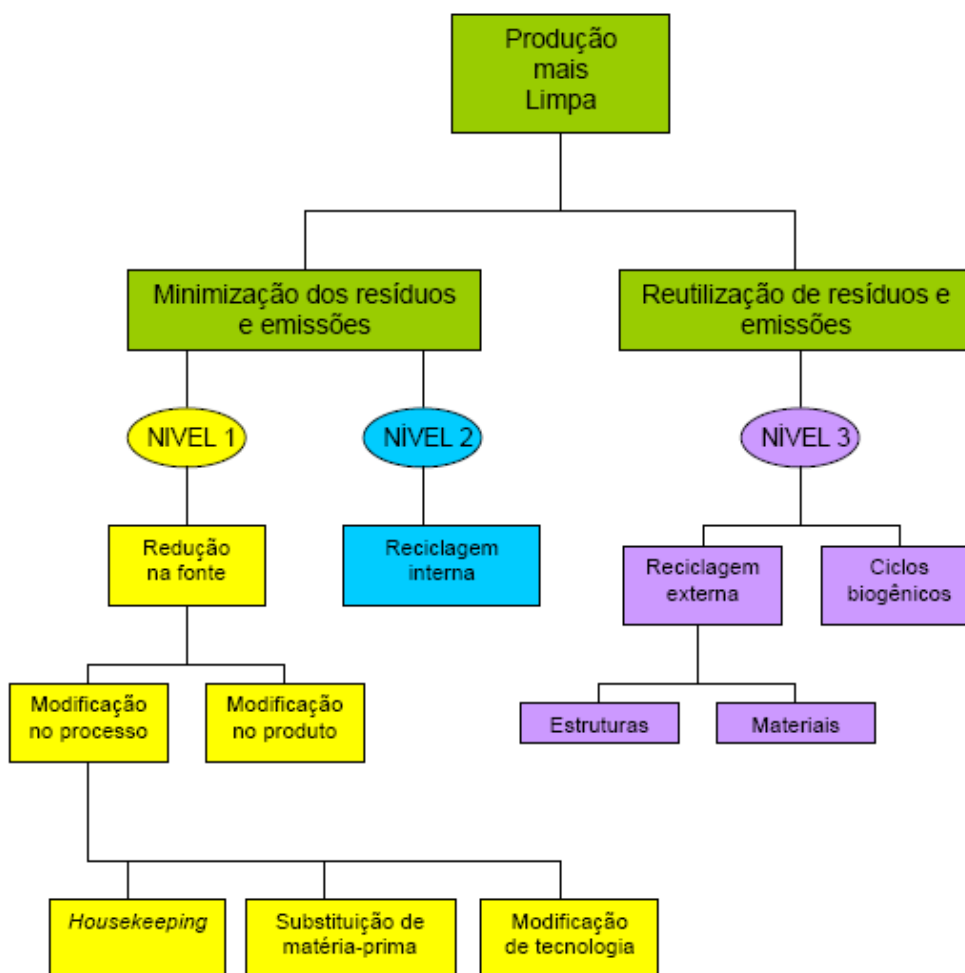 Produção
mais
Limpa
Minimização dos resíduos
e emissões
Reutilização de resíduos e
emissões
NIVEL 1
NÍVEL 2
NÍVEL 3
Redução
na fonte
Reciclagem
interna
Reciclagem
externa
Ciclos
biogênicos
Modificação
no processo
Modificação
no produto
Estruturas
Materiais
Housekeeping
Substituição de
matéria-prima
Modificação
de tecnologia